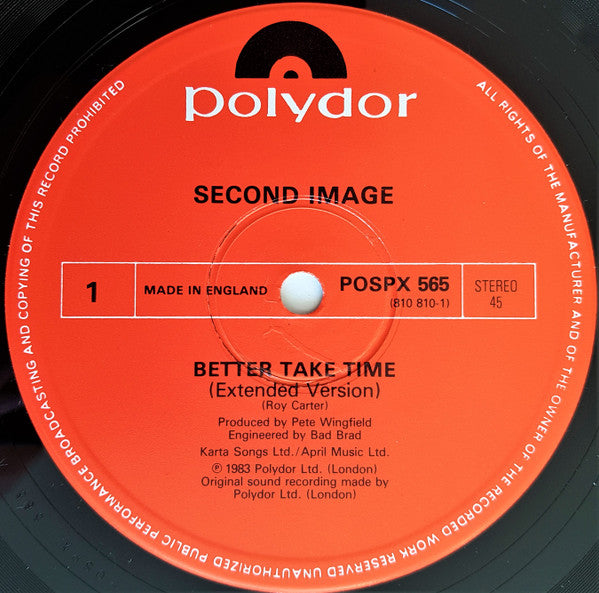 polydor
SECOND IMAGE
1
MADE IN ENGLAND
POSPX 565
(810 810-1)
STEREO
45
BETTER TAKE TIME
(Extended Version)
(Roy Carter)
Produced by Pete Wingfield
Engineered by Bad Brad
Karta Songs Ltd./April Music Ltd.
℗ 1983 Polydor Ltd. (London)
Original sound recording made by
Polydor Ltd. (London)
ALL RIGHTS OF THE MANUFACTURER AND OF THE OWNER OF THE RECORDED WORK RESERVED UNAUTHORIZED PUBLIC PERFORMANCE BROADCASTING AND COPYING OF THIS RECORD PROHIBITED